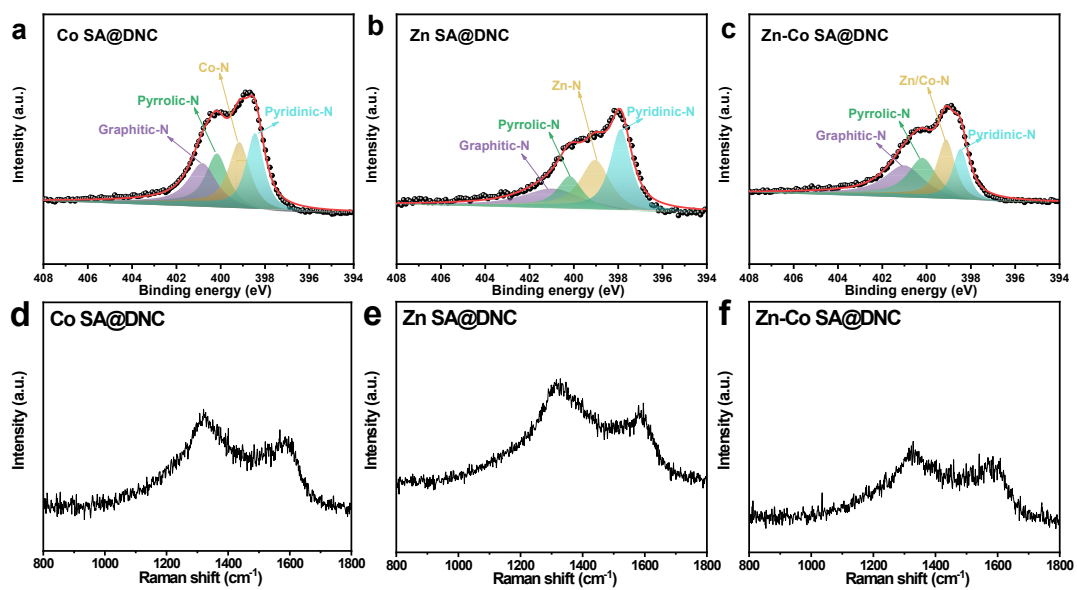 a
Co SA@DNC
Co-N
Pyrrolic-N
Graphitic-N
Pyridinic-N
Intensity (a.u.)
408 406 404 402 400 398 396 394
Binding energy (eV)
b
Zn SA@DNC
Zn-N
Pyrrolic-N
Graphitic-N
Pyridinic-N
Intensity (a.u.)
408 406 404 402 400 398 396 394
Binding energy (eV)
c
Zn-Co SA@DNC
Zn/Co-N
Pyrrolic-N
Graphitic-N
Pyridinic-N
Intensity (a.u.)
408 406 404 402 400 398 396 394
Binding energy (eV)
d
Co SA@DNC
Intensity (a.u.)
800 1000 1200 1400 1600 1800
Raman shift (cm⁻¹)
e
Zn SA@DNC
Intensity (a.u.)
800 1000 1200 1400 1600 1800
Raman shift (cm⁻¹)
f
Zn-Co SA@DNC
Intensity (a.u.)
800 1000 1200 1400 1600 1800
Raman shift (cm⁻¹)